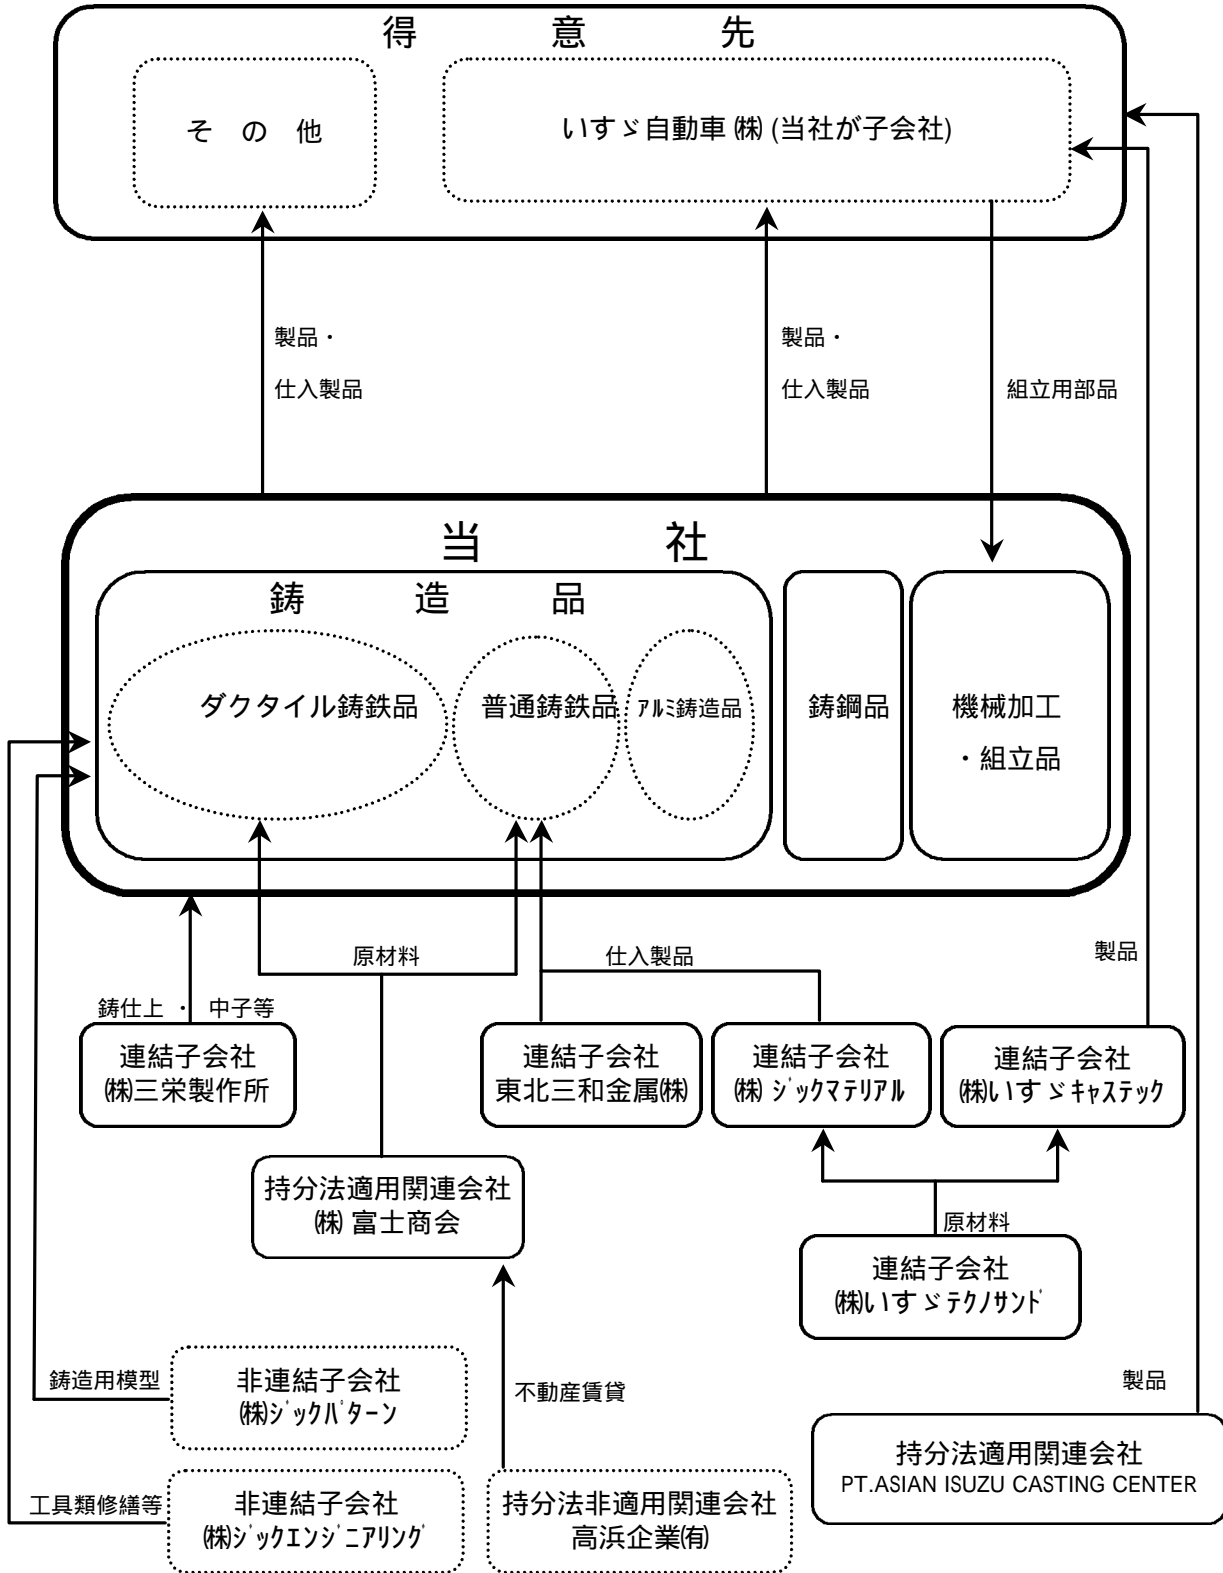 得意先
その他
いすゞ自動車㈱(当社が子会社)
製品・
仕入製品
製品・
仕入製品
組立用部品
当社
鋳造品
ダクタイル鋳鉄品
普通鋳鉄品
ｱﾙﾐ鋳造品
鋳鋼品
機械加工
・組立品
原材料
仕入製品
製品
鋳仕上・中子等
連結子会社
㈱三栄製作所
連結子会社
東北三和金属㈱
連結子会社
㈱ｼﾞｯｸﾏﾃﾘｱﾙ
連結子会社
㈱いすゞｷｬｽﾃｯｸ
持分法適用関連会社
㈱富士商会
原材料
連結子会社
㈱いすゞﾃｸﾉｻﾝﾄﾞ
鋳造用模型
非連結子会社
㈱ｼﾞｯｸﾊﾟﾀｰﾝ
不動産賃貸
製品
工具類修繕等
非連結子会社
㈱ｼﾞｯｸｴﾝｼﾞﾆｱﾘﾝｸﾞ
持分法非適用関連会社
高浜企業㈲
持分法適用関連会社
PT.ASIAN ISUZU CASTING CENTER